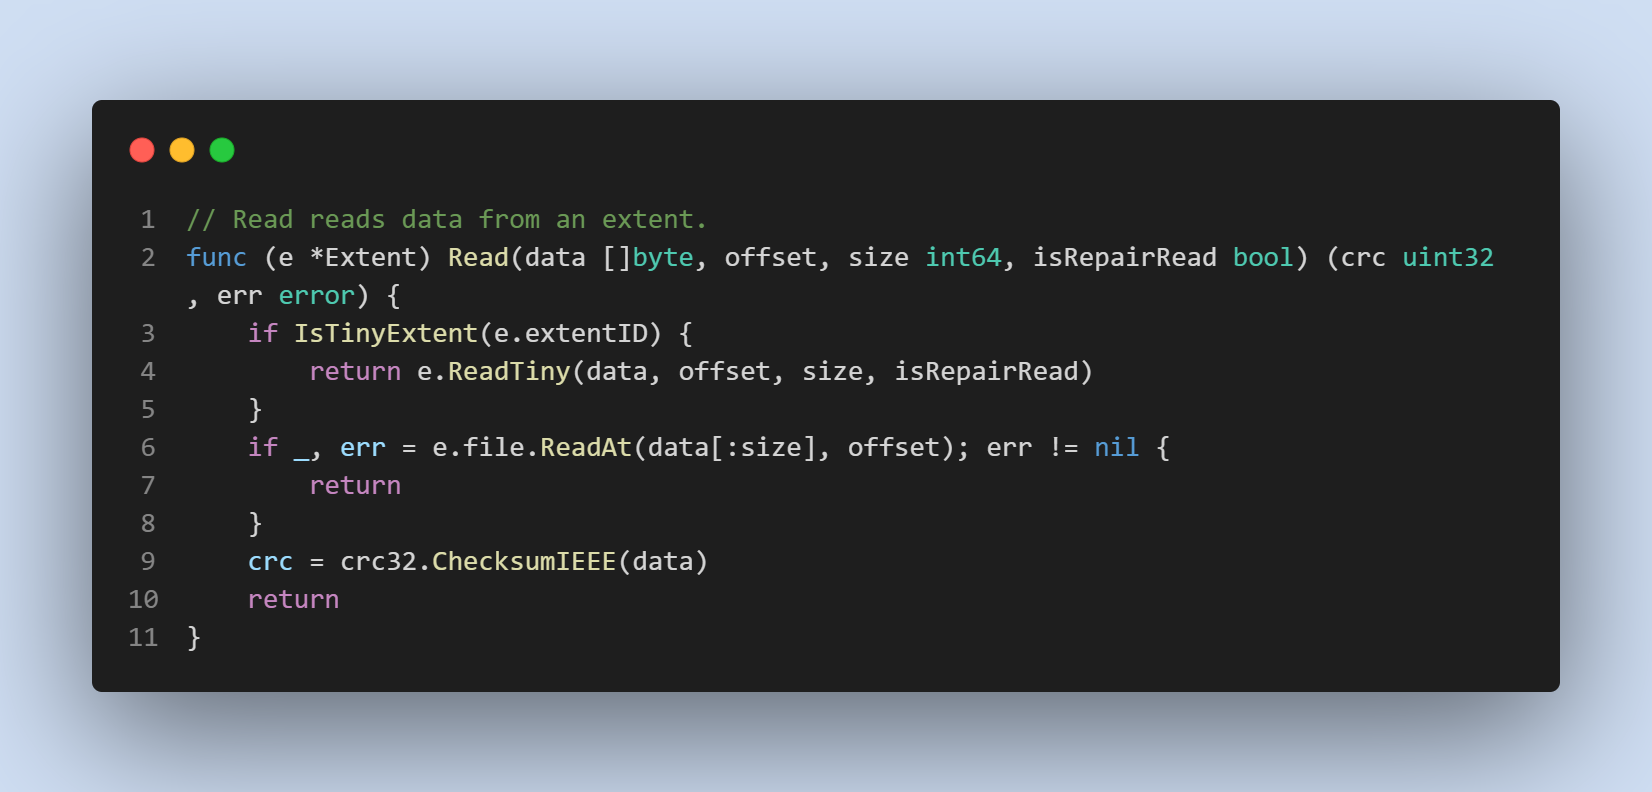 1 // Read reads data from an extent.
2 func (e *Extent) Read(data []byte, offset, size int64, isRepairRead bool) (crc uint32
, err error) {
3     if IsTinyExtent(e.extentID) {
4         return e.ReadTiny(data, offset, size, isRepairRead)
5     }
6     if _, err = e.file.ReadAt(data[:size], offset); err != nil {
7         return
8     }
9     crc = crc32.ChecksumIEEE(data)
10     return
11 }